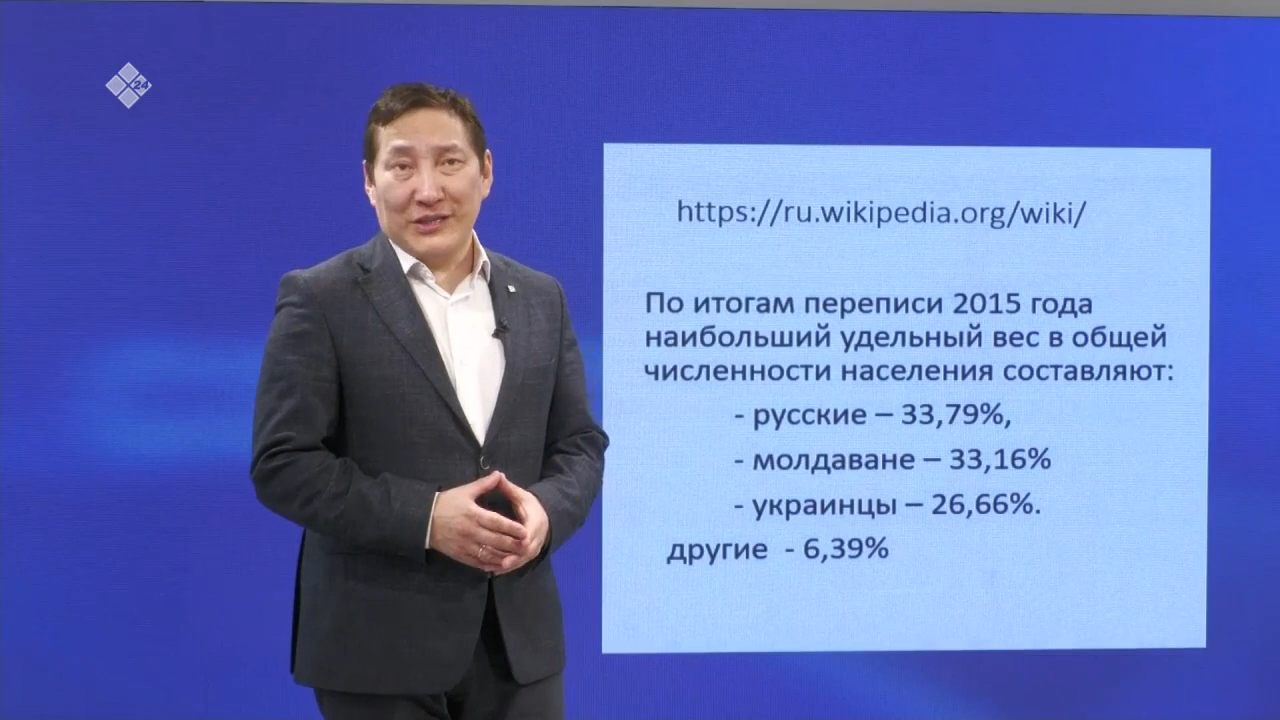 24
https://ru.wikipedia.org/wiki/
По итогам переписи 2015 года
наибольший удельный вес в общей
численности населения составляют:
- русские – 33,79%,
- молдаване – 33,16%
- украинцы – 26,66%.
другие - 6,39%